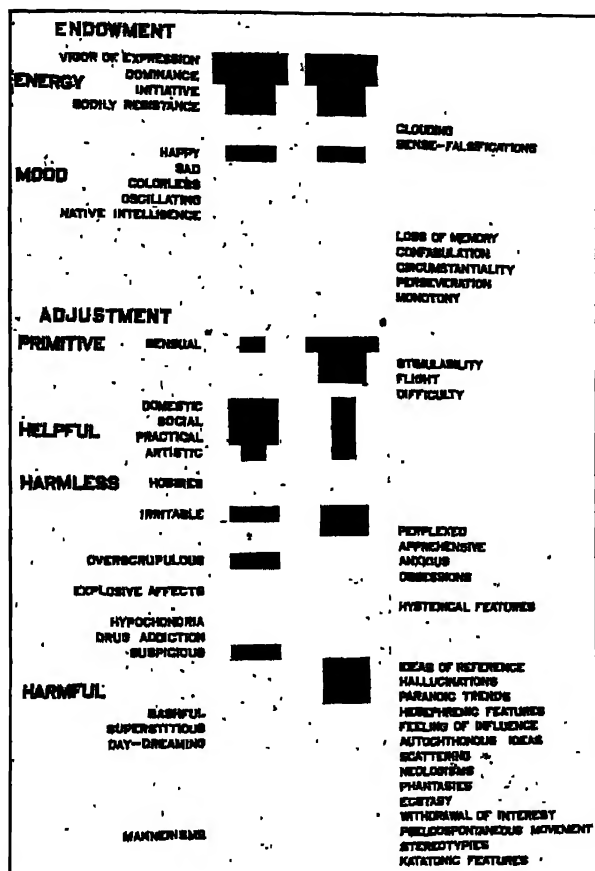 ENDOWMENT
VIGOR OF EXPRESSION
DOMINANCE
ENERGY
INITIATIVE
BODILY RESISTANCE
CLOUDING
SENSE-FALSIFICATIONS
HAPPY
SAD
MOOD
COLORLESS
OSCILLATING
NATIVE INTELLIGENCE
LOSS OF MEMORY
CONFABULATION
CIRCUMSTANTIALITY
PERSEVERATION
MONOTONY
ADJUSTMENT
PRIMITIVE SENSUAL
STIMULABILITY
FLIGHT
DIFFICULTY
DOMESTIC
SOCIAL
HELPFUL
PRACTICAL
ARTISTIC
HARMLESS HOBBIES
IRRITABLE
PERPLEXED
APPREHENSIVE
OVERSCRUPULOUS ANXIOUS
OBSESSIONS
EXPLOSIVE AFFECTS
HYSTERICAL FEATURES
HYPOCHONDRIA
DRUG ADDICTION
SUSPICIOUS
IDEAS OF REFERENCE
HALLUCINATIONS
HARMFUL
PARANOIC TRENDS
BASHFUL HEBEPHRENIC FEATURES
SUPERSTITIOUS FEELING OF INFLUENCE
DAY-DREAMING AUTOCHTHONOUS IDEAS
SCATTERING
NEOLOGISMS
PHANTASIES
ECSTASY
WITHDRAWAL OF INTEREST
MANNERISMS PSEUDOSPONTANEOUS MOVEMENT
STEREOTYPIES
KATATONIC FEATURES